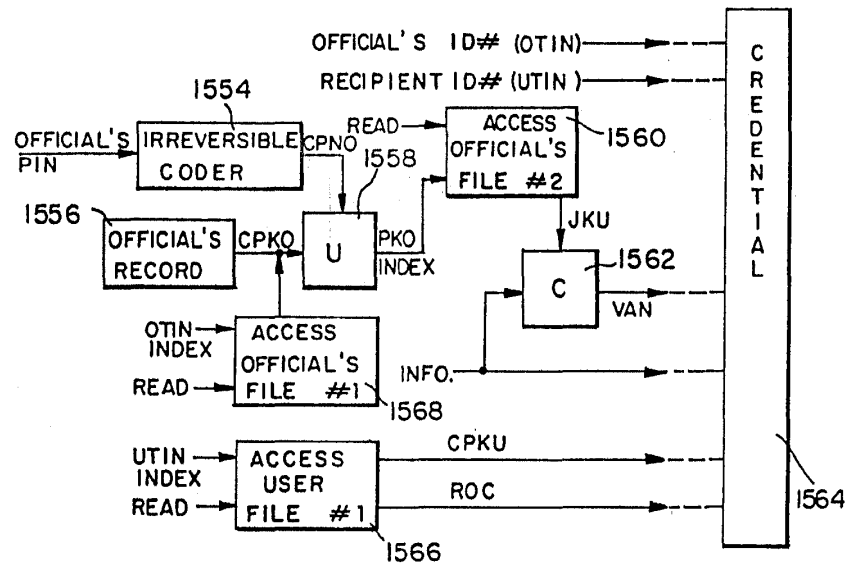 OFFICIAL'S ID# (OTIN)
RECIPIENT ID# (UTIN)
CREDENTIAL
1554
OFFICIAL'S
PIN
IRREVERSIBLE
CODER
CPNO
READ
ACCESS
OFFICIAL'S
FILE #2
1560
1558
1556
OFFICIAL'S
RECORD
CPKO
U
PKO
INDEX
JKU
C
1562
VAN
OTIN
INDEX
READ
ACCESS
OFFICIAL'S
FILE #1
1568
INFO.
UTIN
INDEX
READ
ACCESS
USER
FILE #1
1566
CPKU
ROC
1564